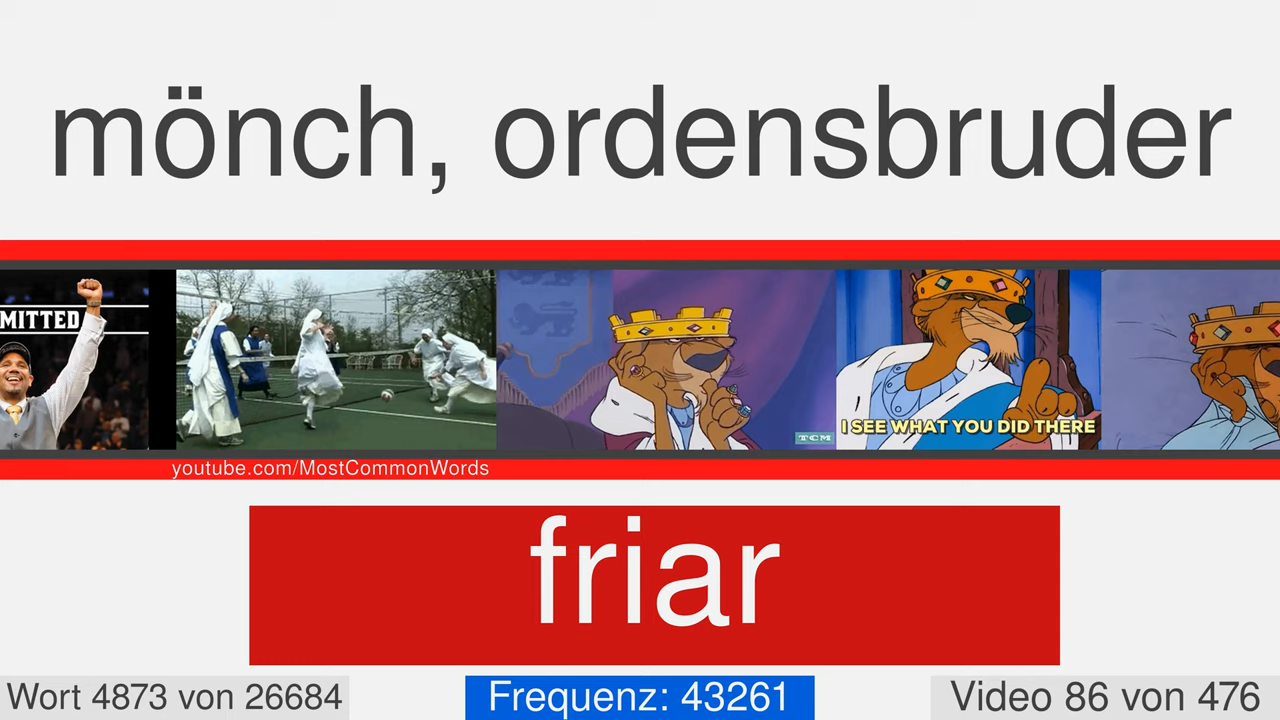 mönch, ordensbruder
MITTED
TCM
I SEE WHAT YOU DID THERE
youtube.com/MostCommonWords
friar
Wort 4873 von 26684
Frequenz: 43261
Video 86 von 476